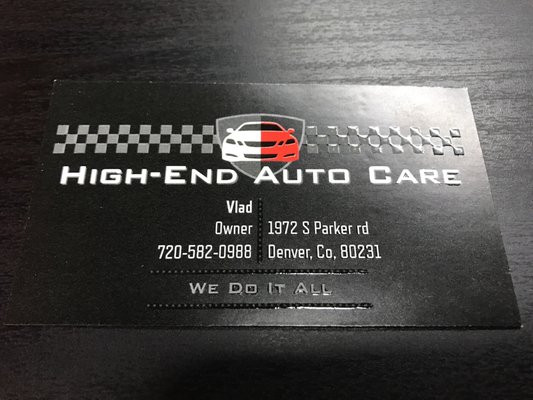 High-End Auto Care
Vlad
Owner
720-582-0988
1972 S Parker rd
Denver, Co, 80231
We Do It All